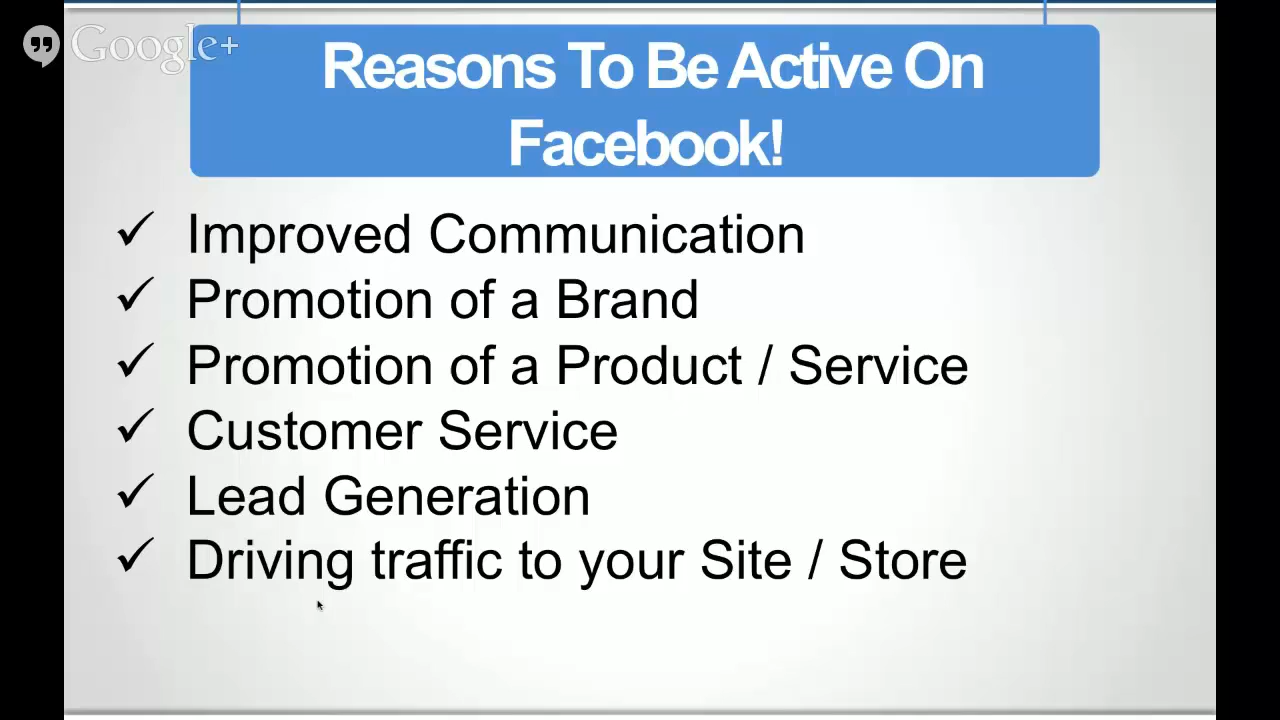 Google+
Reasons To Be Active On
Facebook!
✓ Improved Communication
✓ Promotion of a Brand
✓ Promotion of a Product / Service
✓ Customer Service
✓ Lead Generation
✓ Driving traffic to your Site / Store